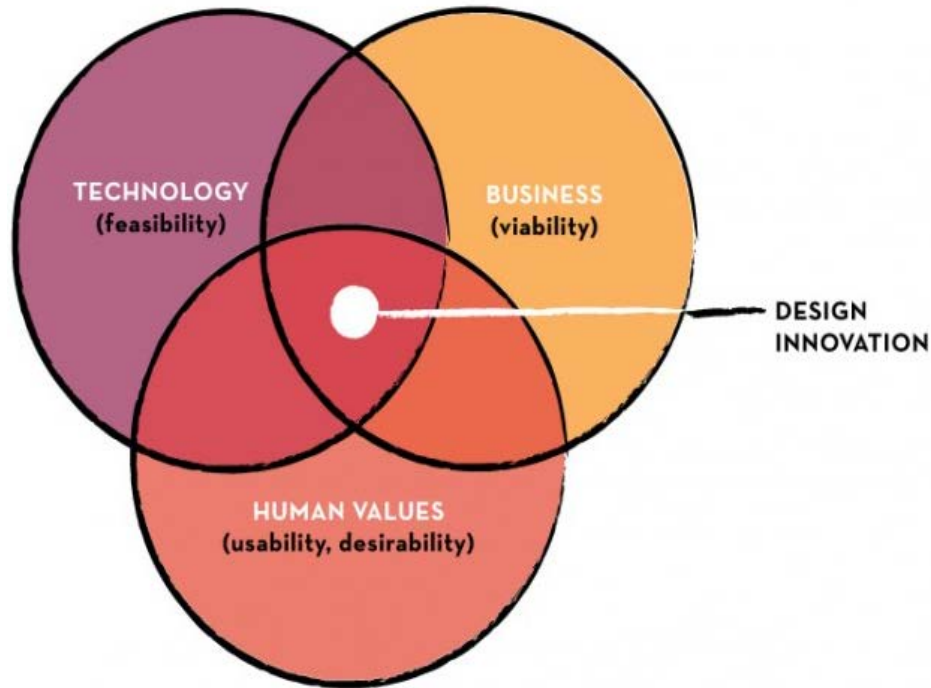 TECHNOLOGY
(feasibility)
BUSINESS
(viability)
DESIGN
INNOVATION
HUMAN VALUES
(usability, desirability)